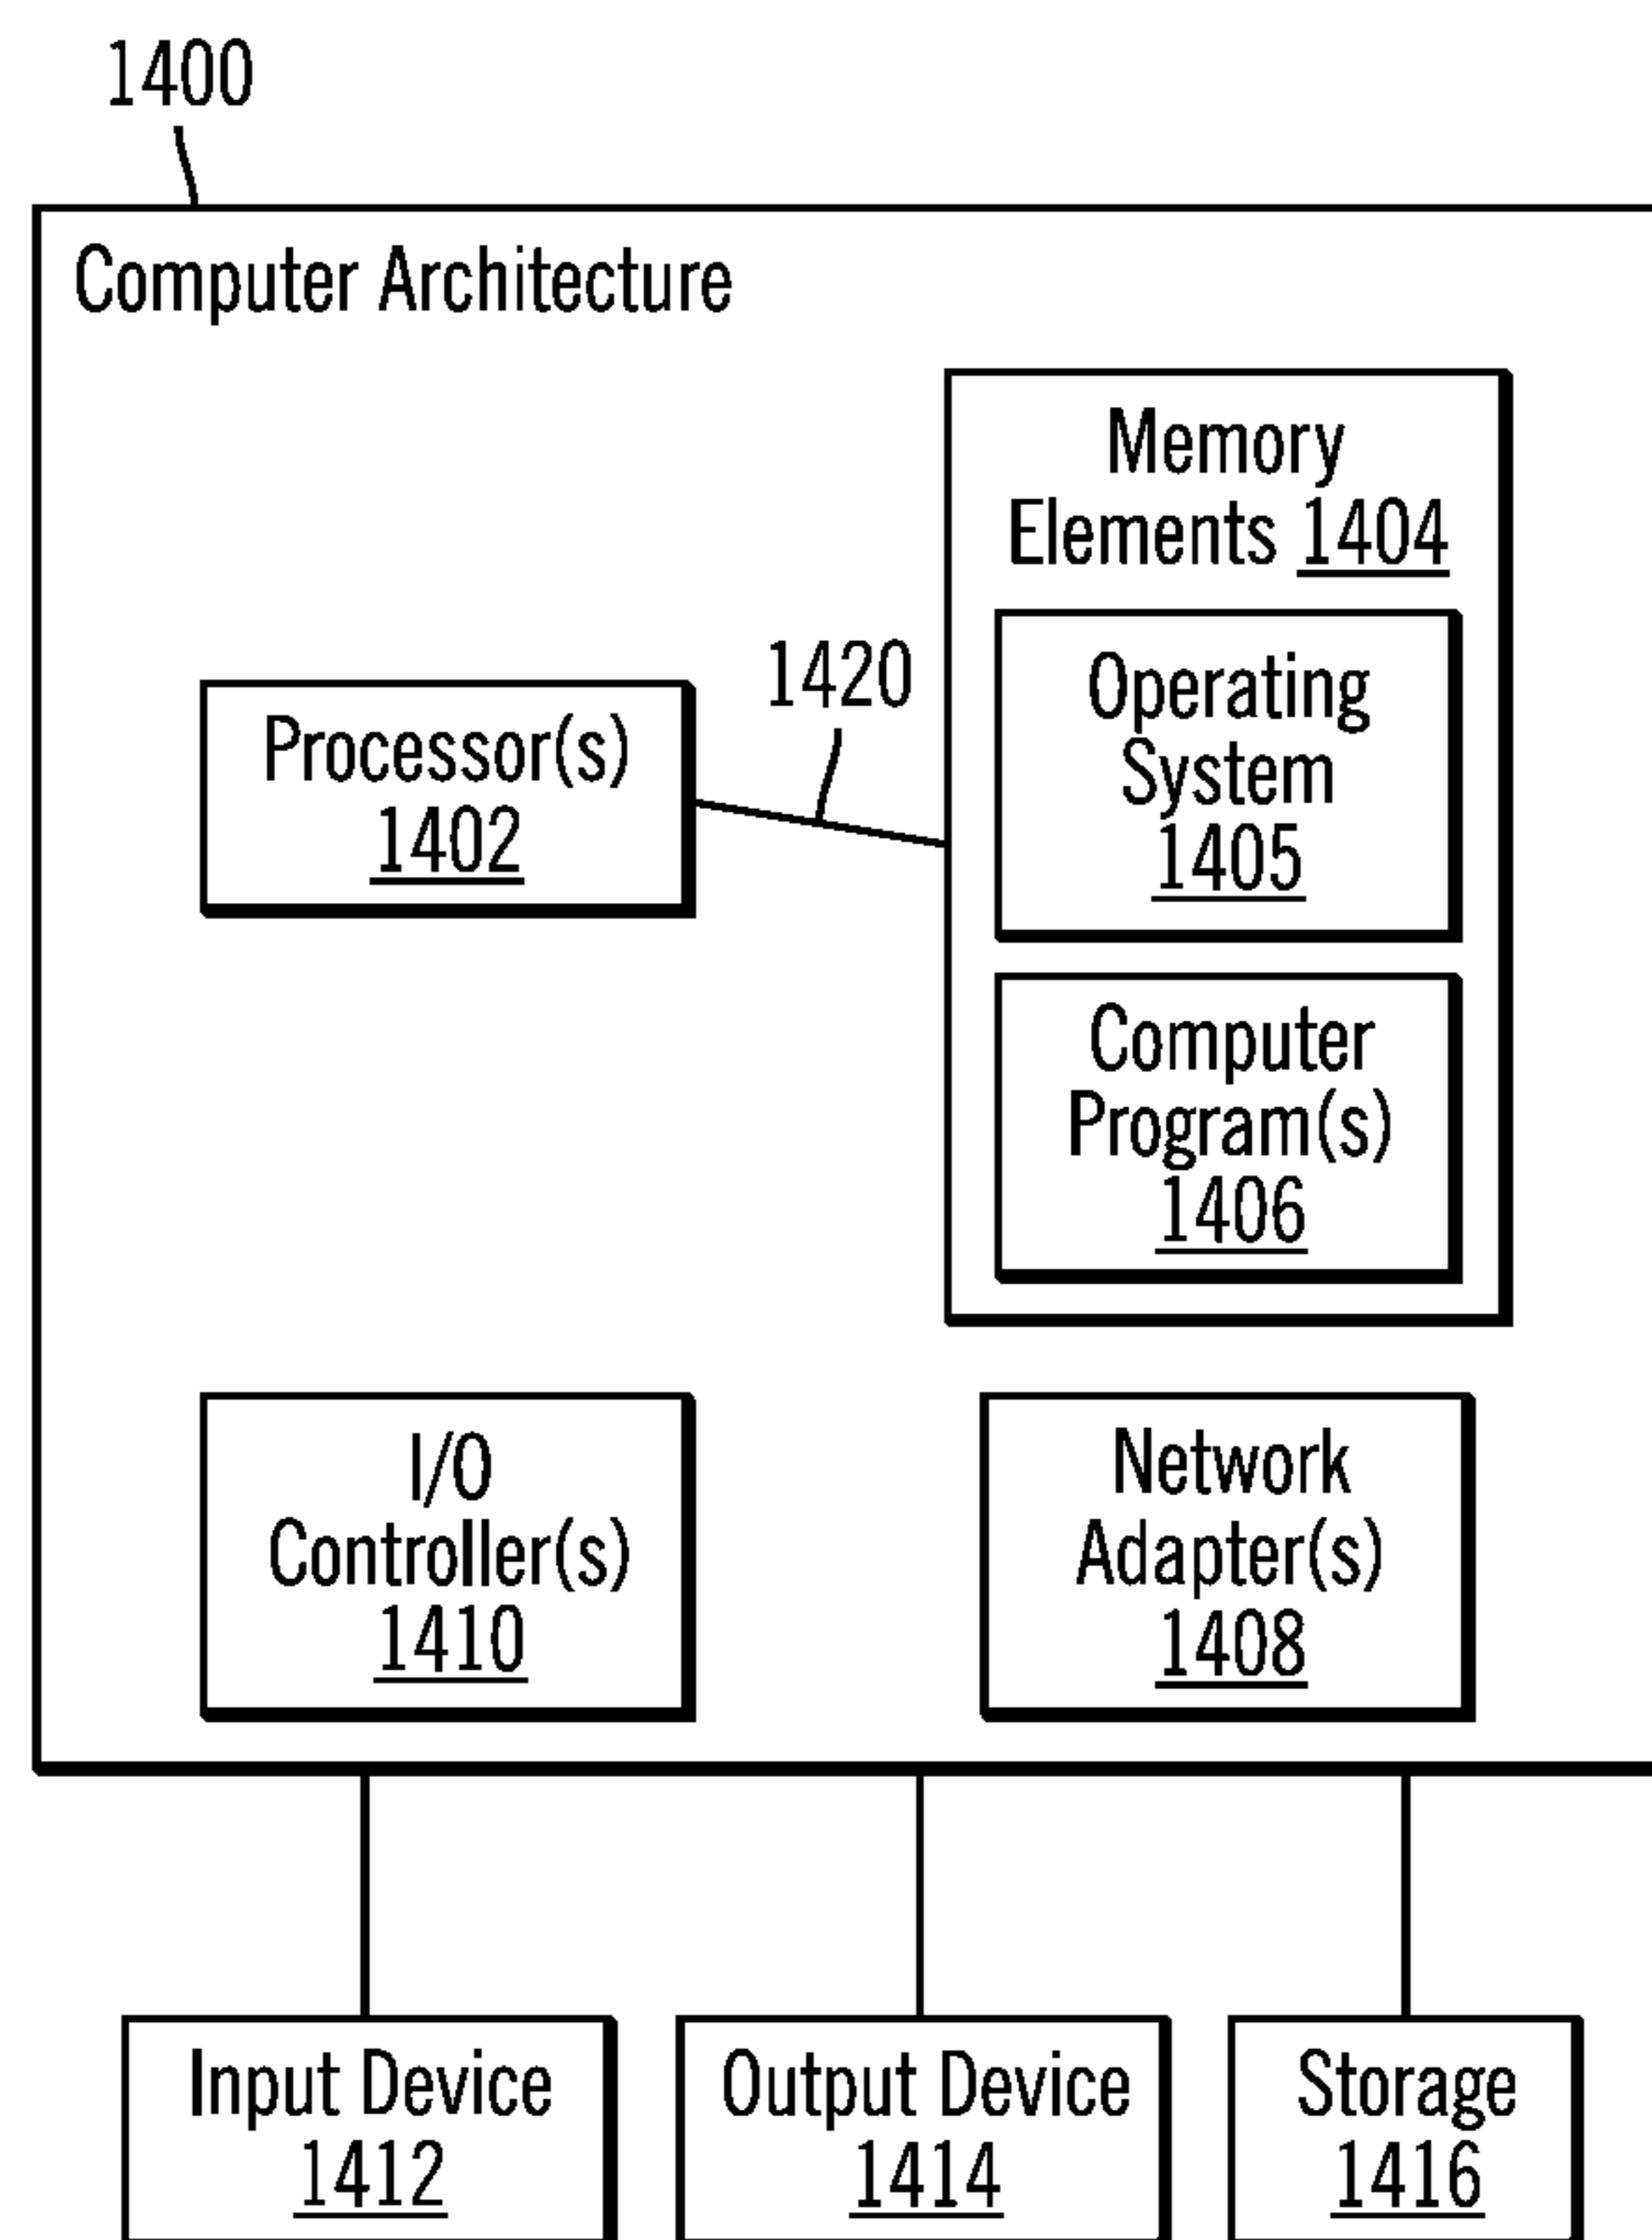 1400
Computer Architecture
Memory
Elements 1404
Operating
System
1405
1420
Processor(s)
1402
Computer
Program(s)
1406
I/O
Controller(s)
1410
Network
Adapter(s)
1408
Input Device
1412
Output Device
1414
Storage
1416